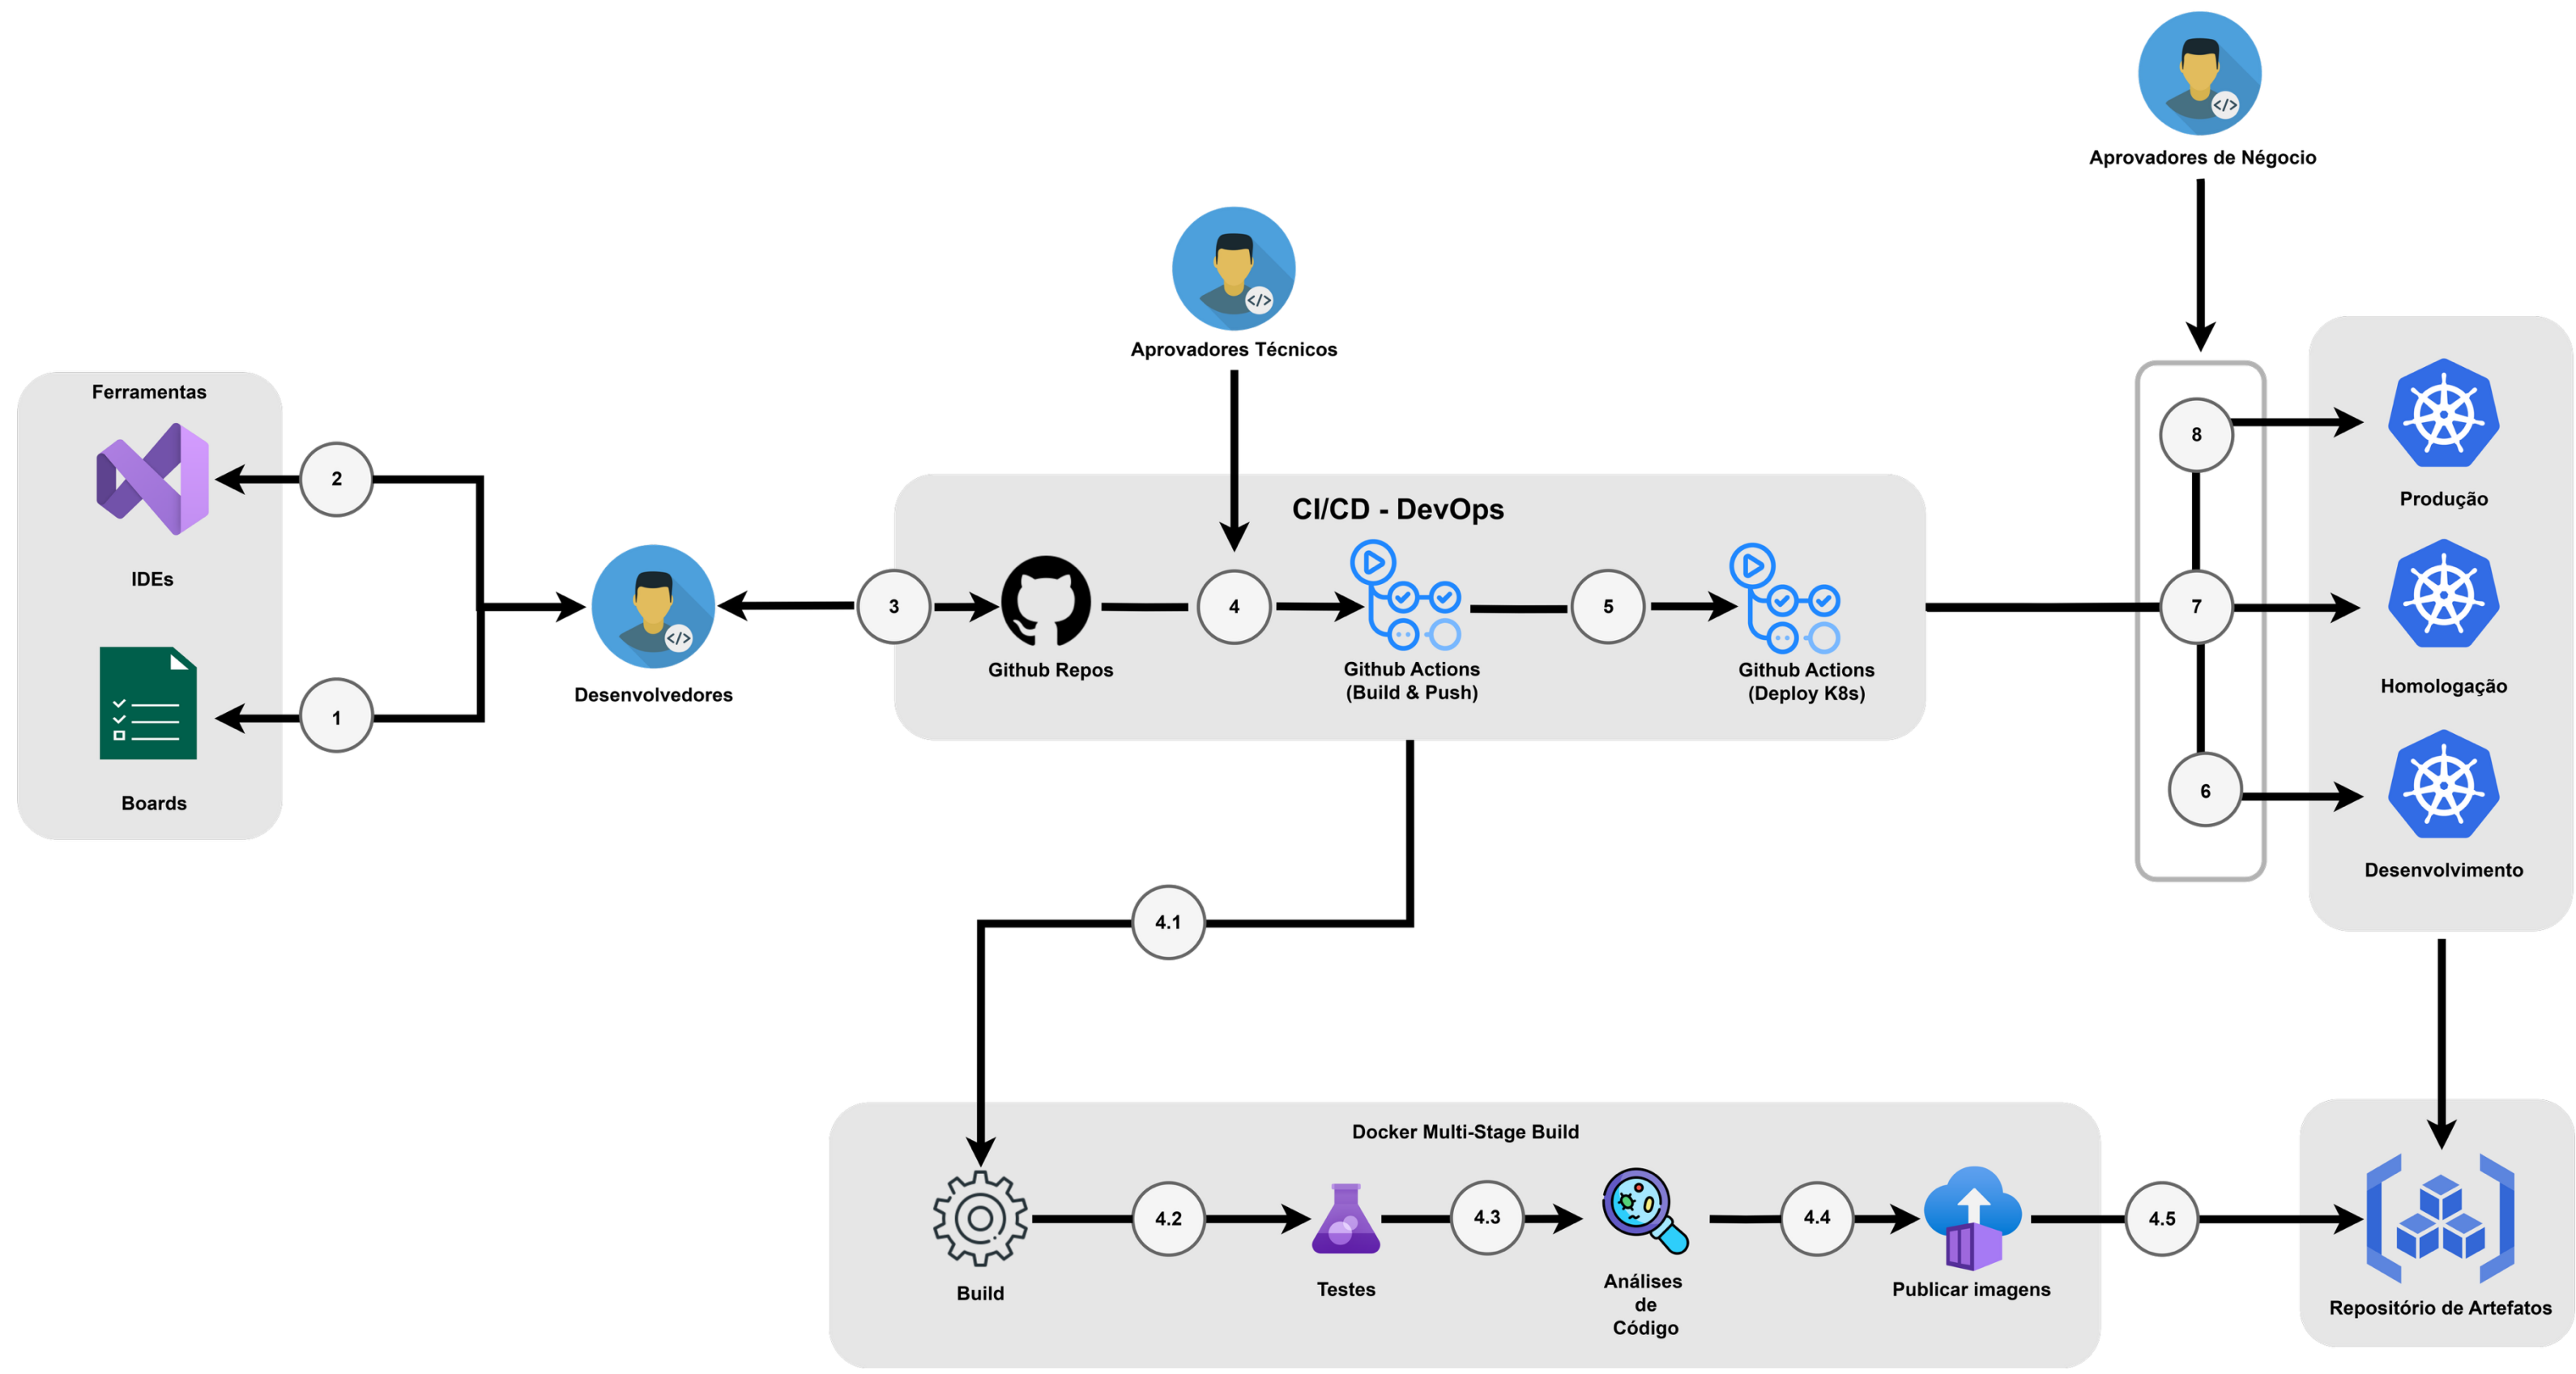 Aprovadores de Négocio
Aprovadores Técnicos
Ferramentas
IDEs
Boards
2
1
Desenvolvedores
3
CI/CD - DevOps
Github Repos
4
Github Actions
(Build & Push)
5
Github Actions
(Deploy K8s)
8
7
6
Produção
Homologação
Desenvolvimento
4.1
Docker Multi-Stage Build
Build
4.2
Testes
4.3
Análises
de
Código
4.4
Publicar imagens
4.5
Repositório de Artefatos